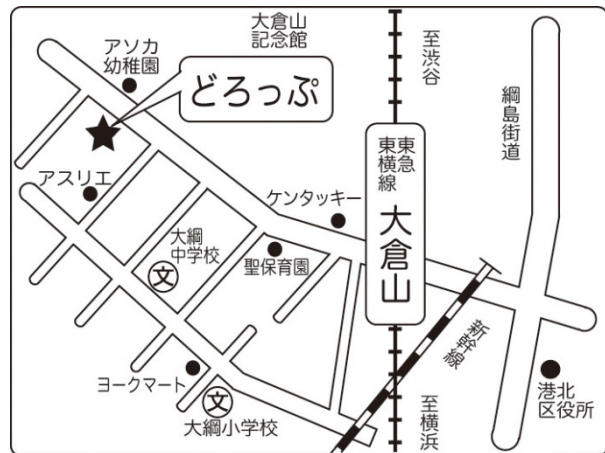 アソカ
幼稚園
大倉山
記念館
至渋谷
綱島街道
どろっぷ
東急
東横線
大倉山
アスリエ
ケンタッキー
大綱
中学校
文
聖保育園
新幹線
ヨークマート
文
大綱小学校
至横浜
港北
区役所